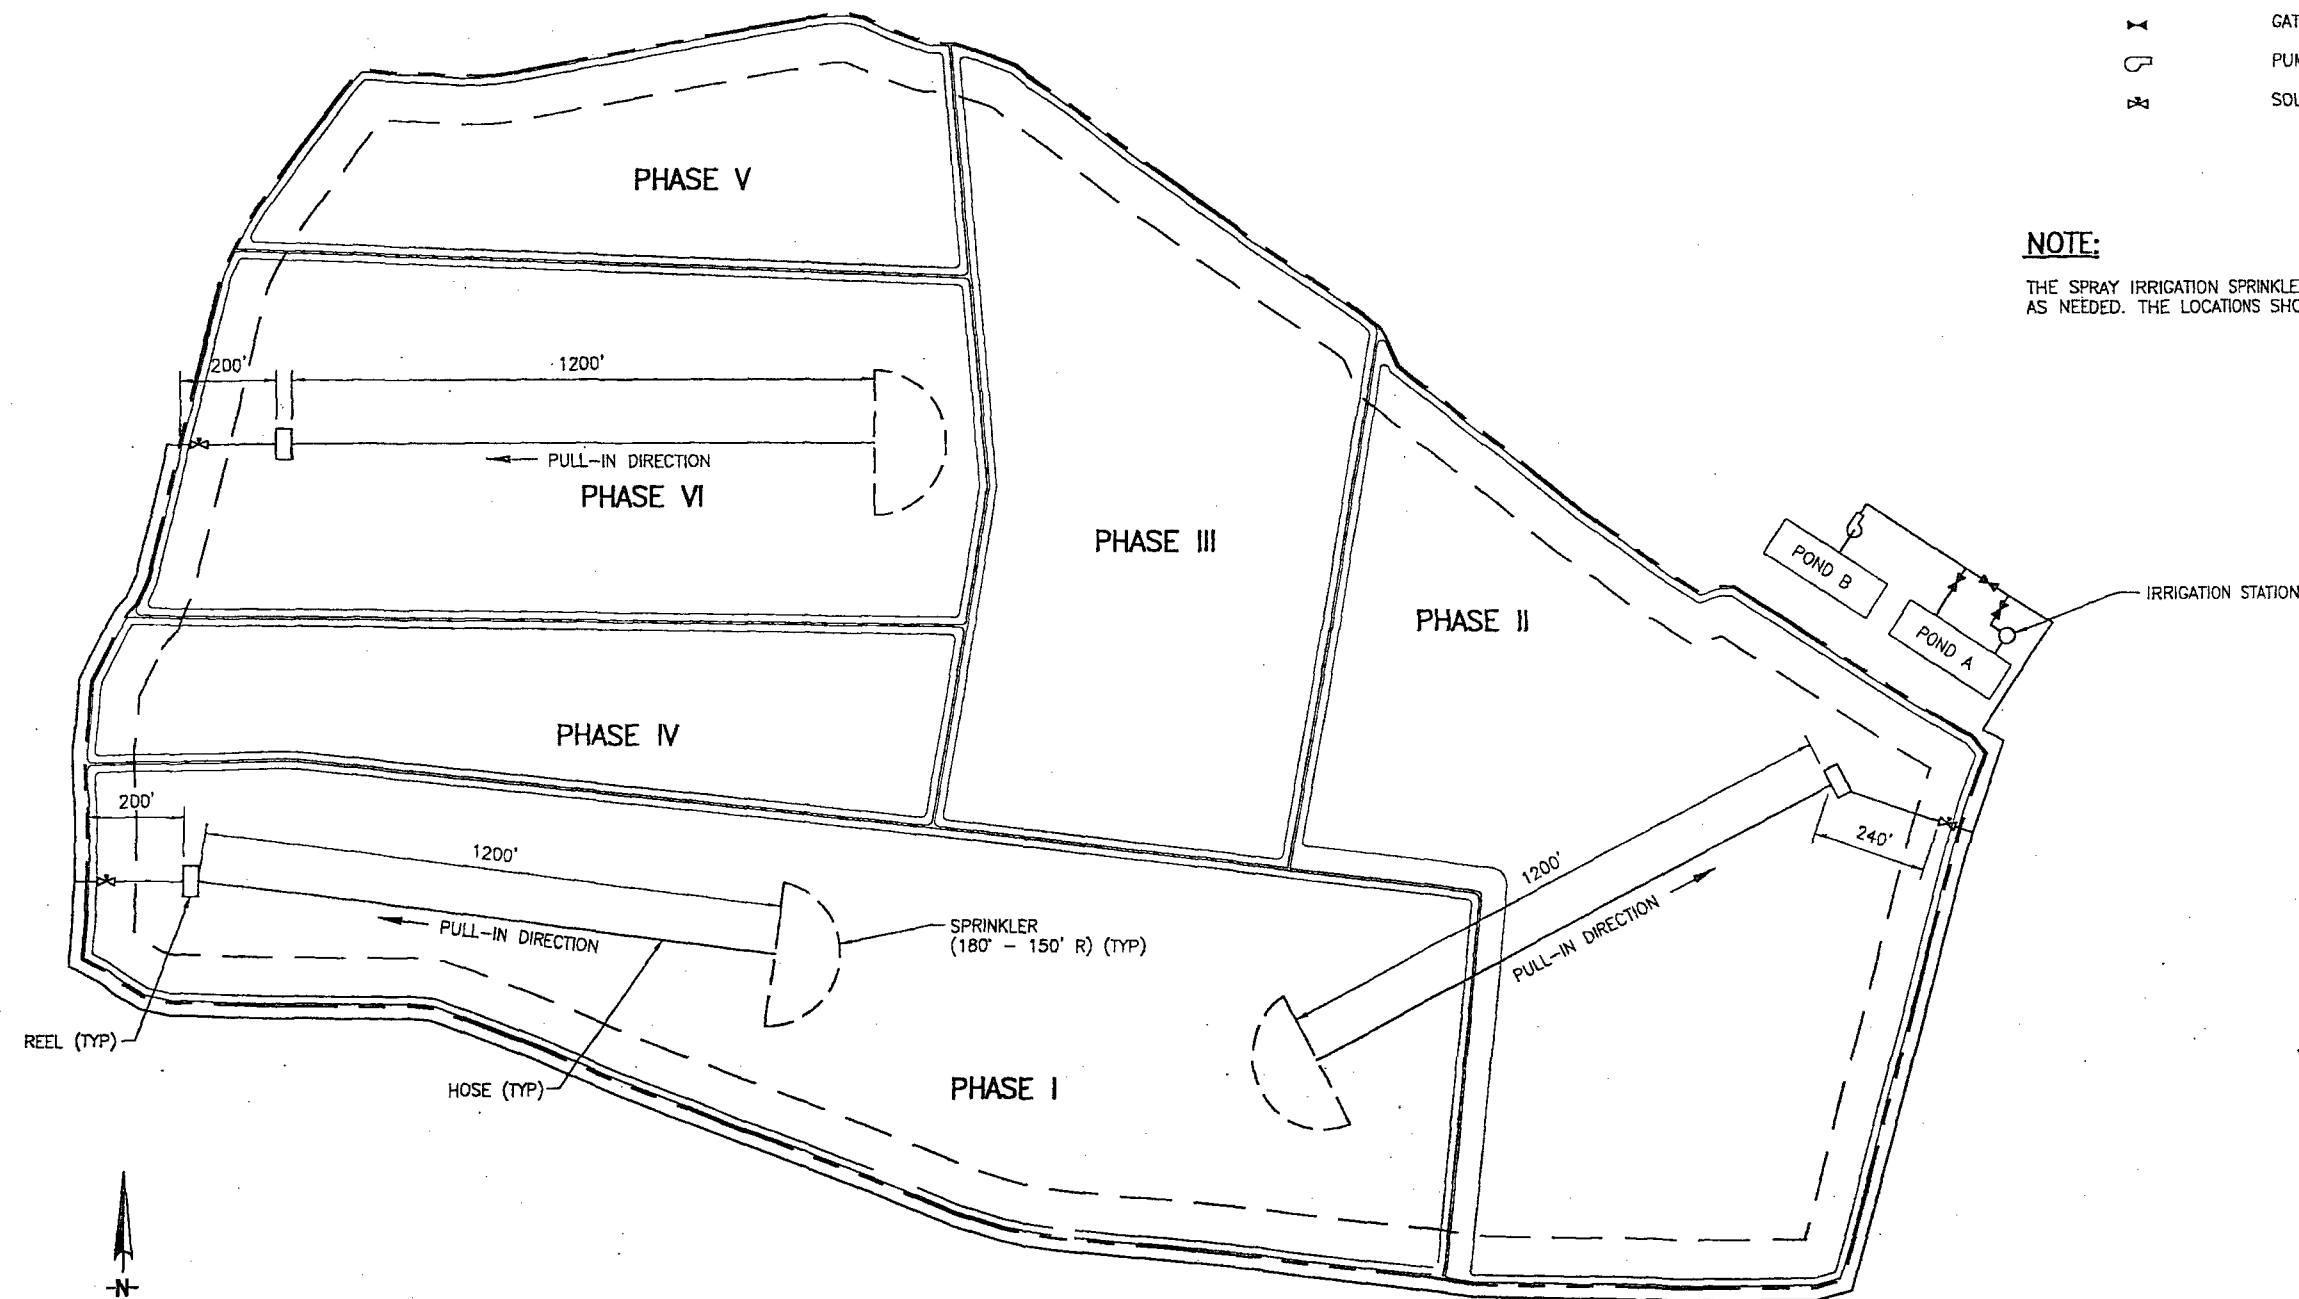 GAT
PUM
SOL
PHASE V
NOTE:
THE SPRAY IRRIGATION SPRINKLE
AS NEEDED. THE LOCATIONS SHO
200'
1200'
PULL-IN DIRECTION
PHASE VI
PHASE III
POND B
IRRIGATION STATION
PHASE II
POND A
PHASE IV
200'
1200'
240'
1200'
SPRINKLER
(180° - 150' R) (TYP)
PULL-IN DIRECTION
PULL-IN DIRECTION
REEL (TYP)
HOSE (TYP)
PHASE I
N